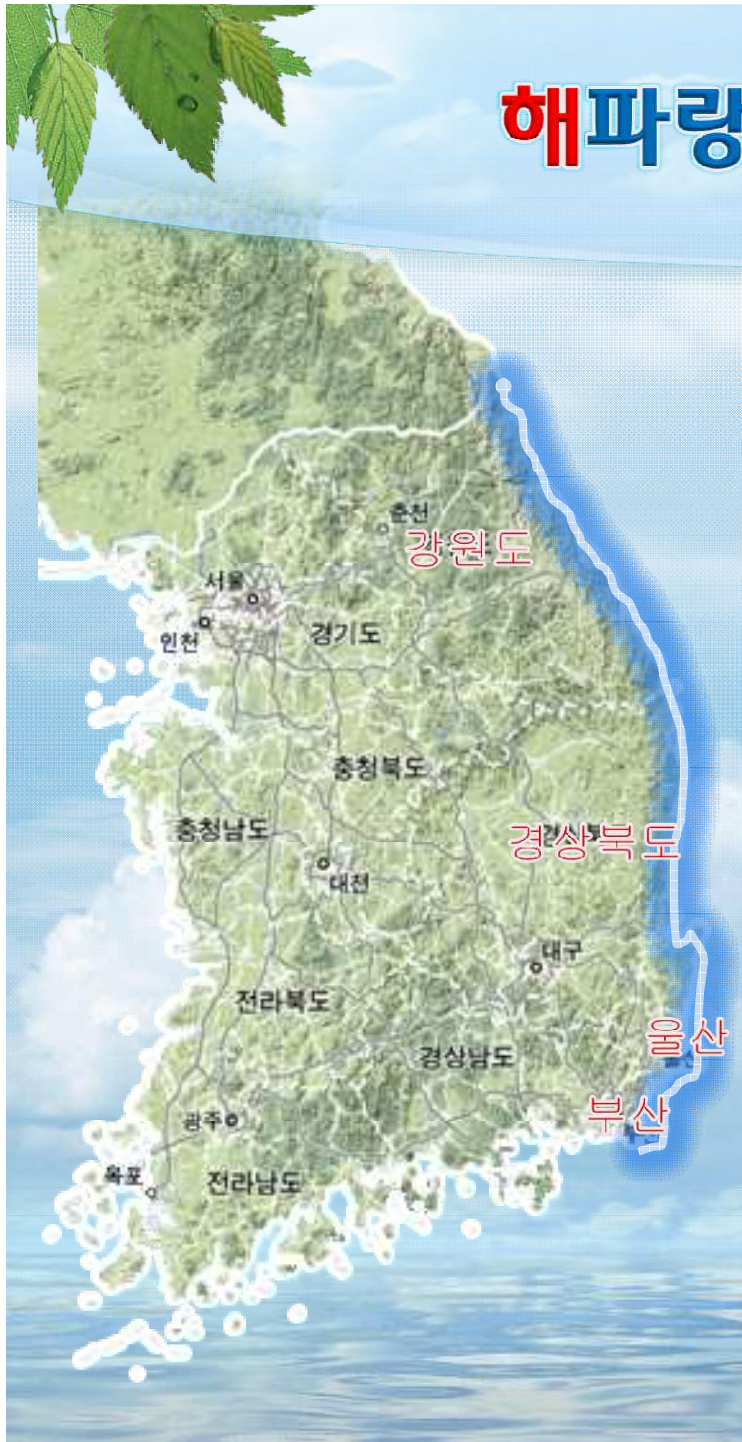 해파랑
춘천
강원도
서울
인천
경기도
충청북도
충청남도
경상북도
대전
대구
전라북도
울산
경상남도
부산
광주
목포
전라남도